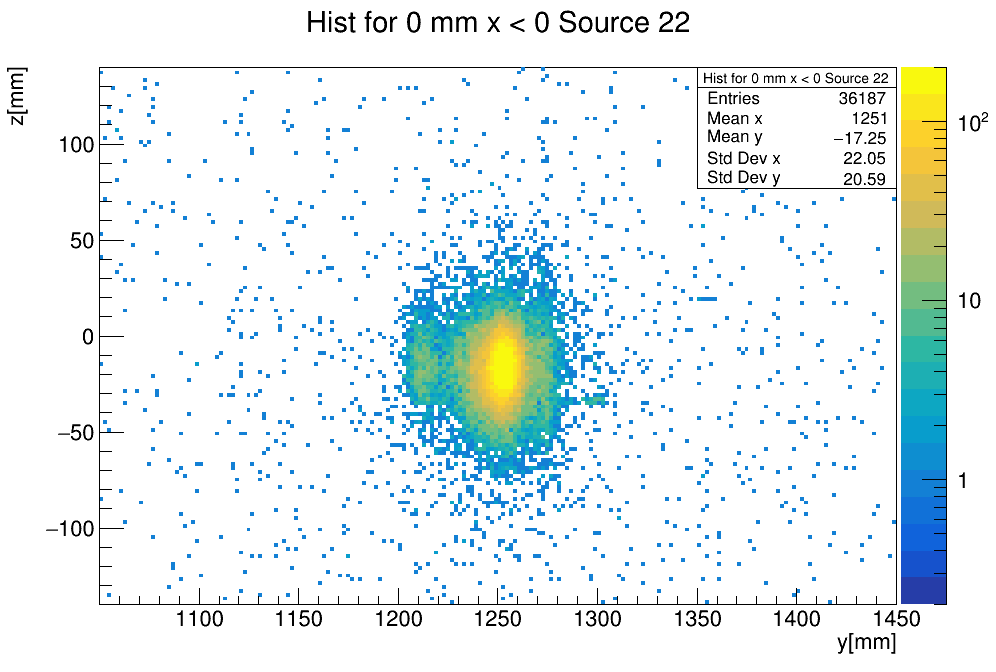 Hist for 0 mm x < 0 Source 22
z[mm]
Hist for 0 mm x < 0 Source 22
Entries 36187
Mean x 1251
Mean y −17.25
Std Dev x 22.05
Std Dev y 20.59
100
50
0
−50
−100
10²
10
1
1100 1150 1200 1250 1300 1350 1400 1450
y[mm]